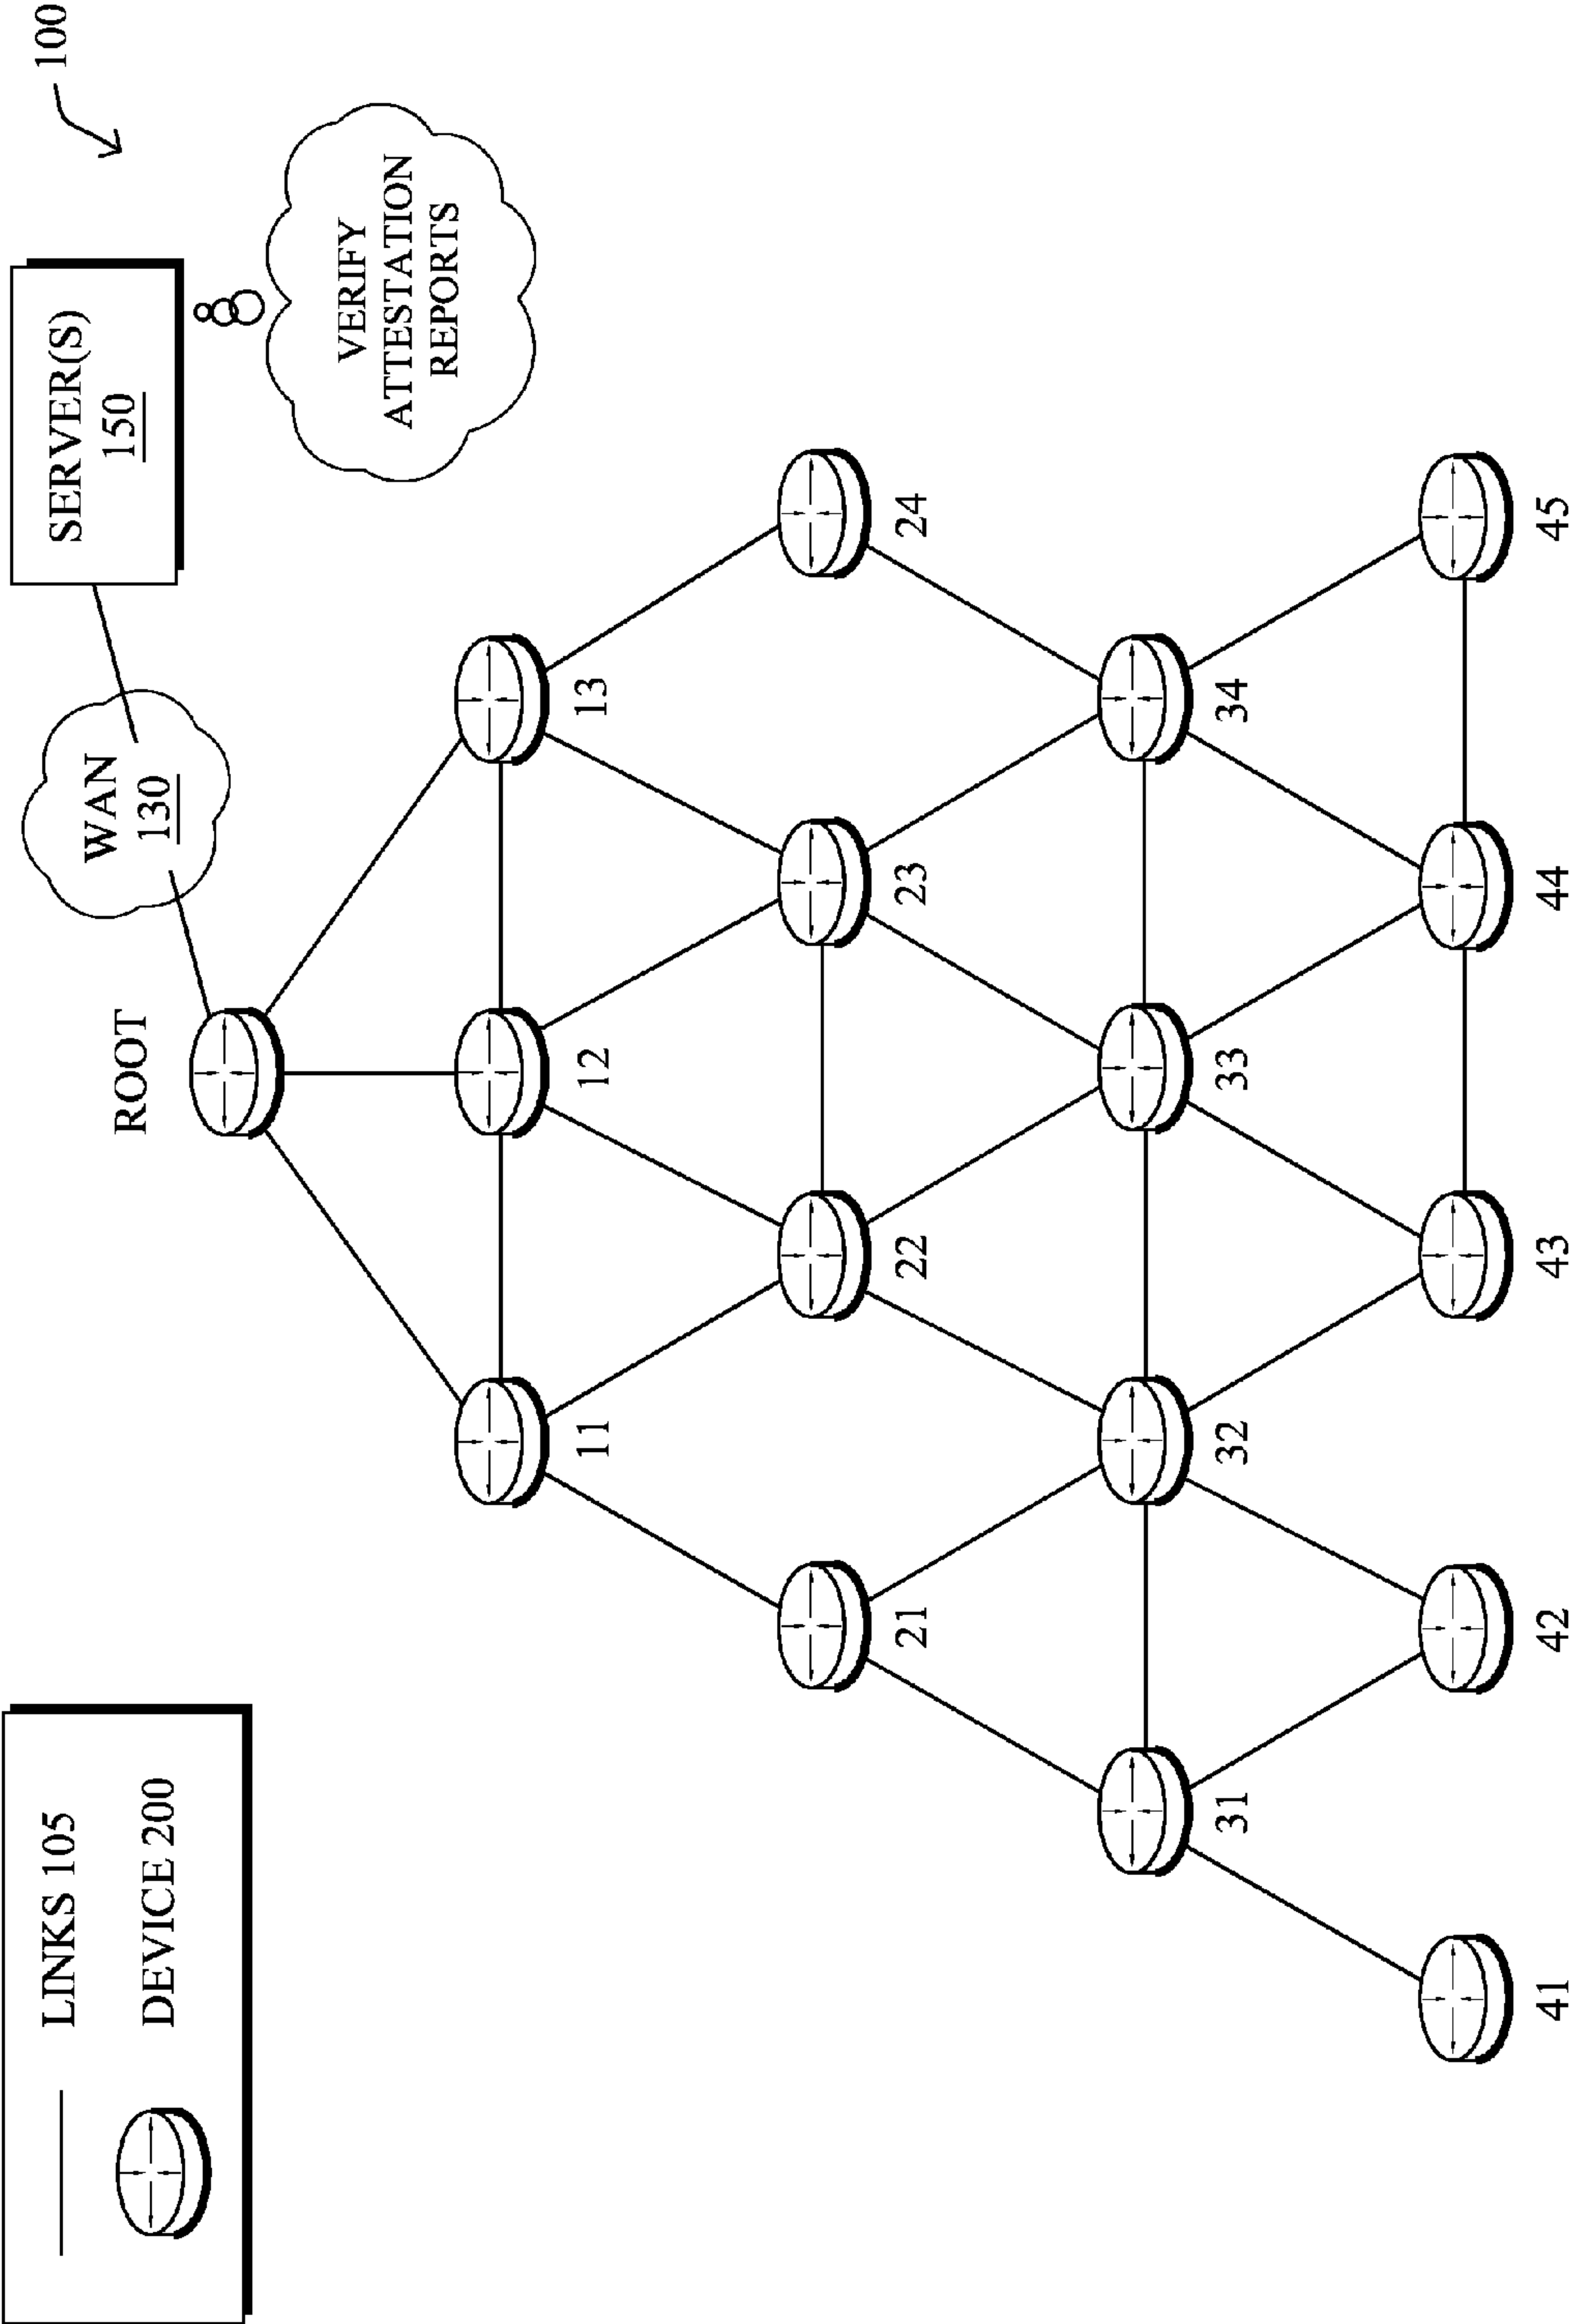 LINKS 105
DEVICE 200
ROOT
WAN
130
SERVER(S)
150
100
VERIFY
ATTESTATION
REPORTS
11
12
13
21
22
23
24
31
32
33
34
41
42
43
44
45